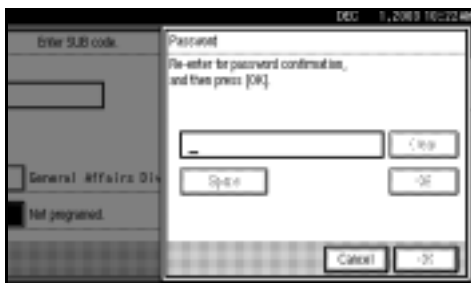 DEC 1,2003 10:22AM
Enter SUB code.
Password
Re-enter for password confirmation,
and then press [OK].
Clear
Space
OK
General Affairs Div
Not programed.
Cancel
OK